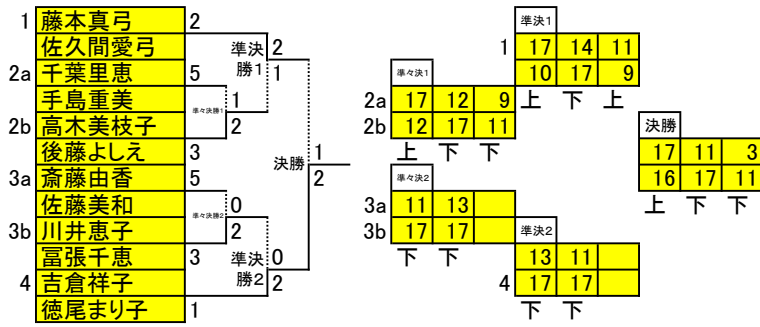 1 藤本真弓 2
佐久間愛弓 準決勝1 2
2a 千葉里恵 5 1
手島重美 準々決勝1 1
2b 高木美枝子 2
後藤よしえ 3 決勝 1
3a 斎藤由香 5 2
佐藤美和 準々決勝2 0
3b 川井恵子 2
冨張千恵 3 準決勝2 0
4 吉倉祥子 2
徳尾まり子 1
準決1
1 17 14 11
10 17 9
上 下 上
準々決1
2a 17 12 9
2b 12 17 11
上 下 下
決勝
17 11 3
16 17 11
上 下 下
準々決2
3a 11 13
3b 17 17
下 下
準決2
13 11
4 17 17
下 下